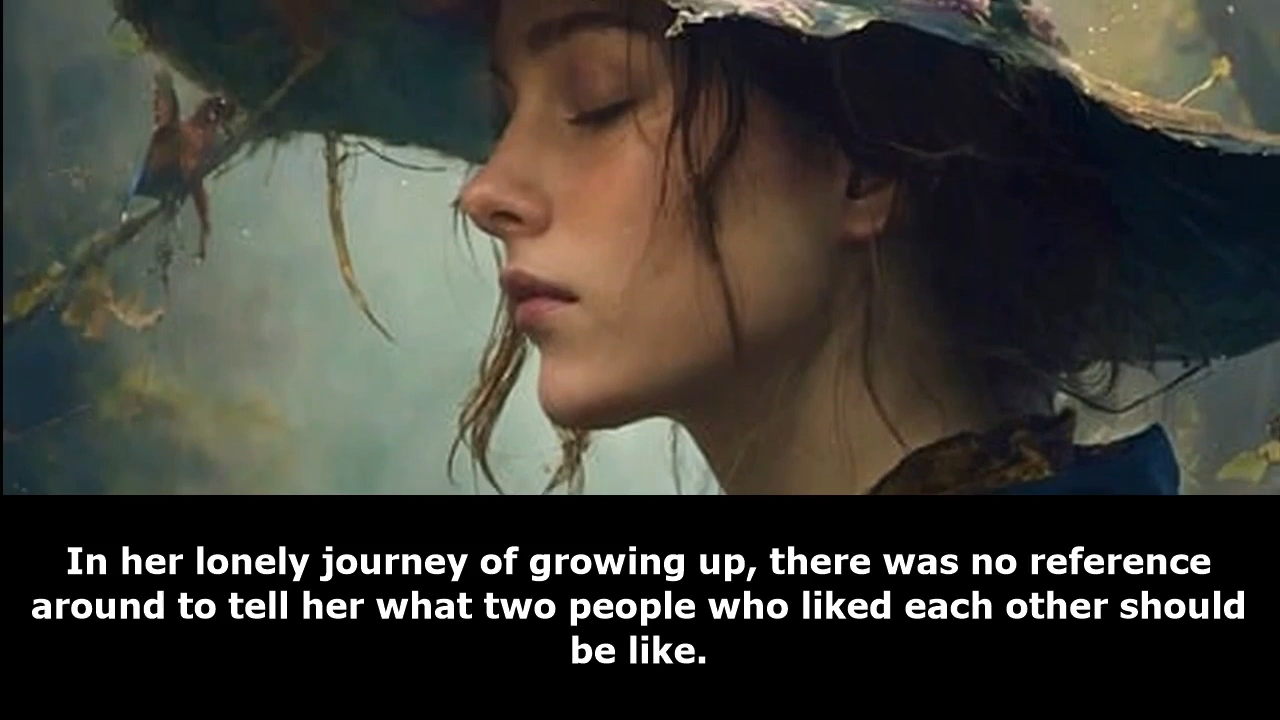 In her lonely journey of growing up, there was no reference
around to tell her what two people who liked each other should
be like.